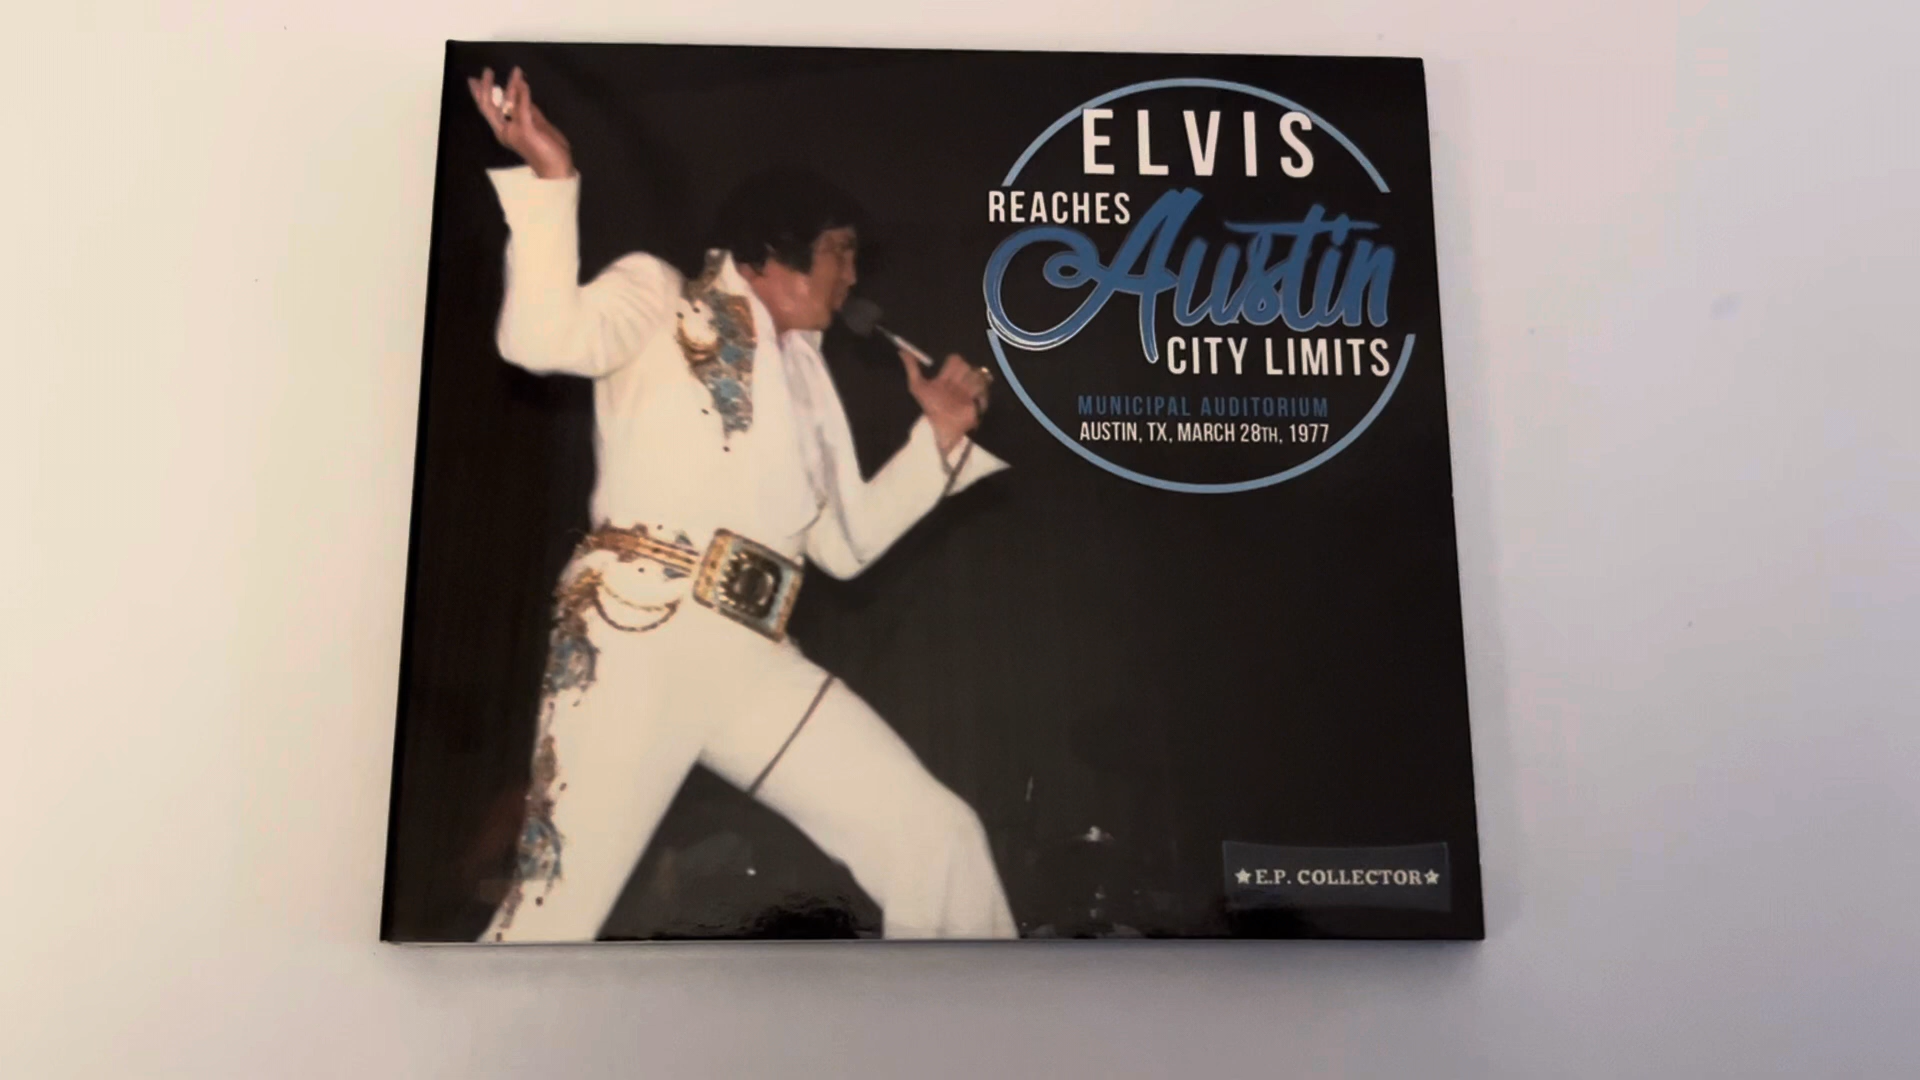 ELVIS
REACHES
Austin
CITY LIMITS
MUNICIPAL AUDITORIUM
AUSTIN, TX, MARCH 28TH, 1977
★E.P. COLLECTOR★